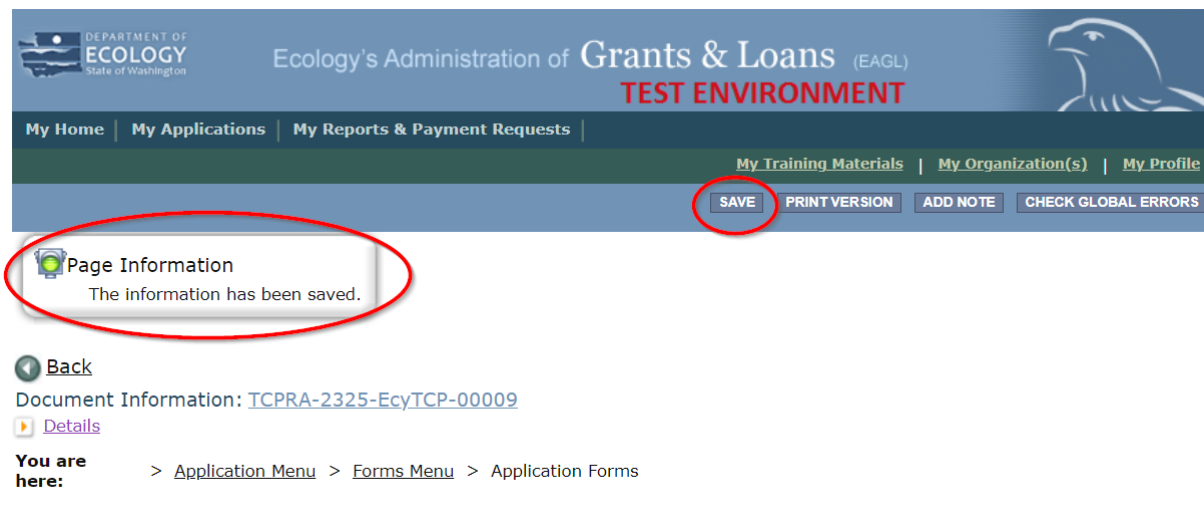 DEPARTMENT OF
ECOLOGY
State of Washington
Ecology's Administration of Grants & Loans (EAGL)
TEST ENVIRONMENT
My Home | My Applications | My Reports & Payment Requests |
My Training Materials | My Organization(s) | My Profile
SAVE PRINT VERSION ADD NOTE CHECK GLOBAL ERRORS
Page Information
The information has been saved.
Back
Document Information: TCPRA-2325-EcyTCP-00009
Details
You are here: > Application Menu > Forms Menu > Application Forms